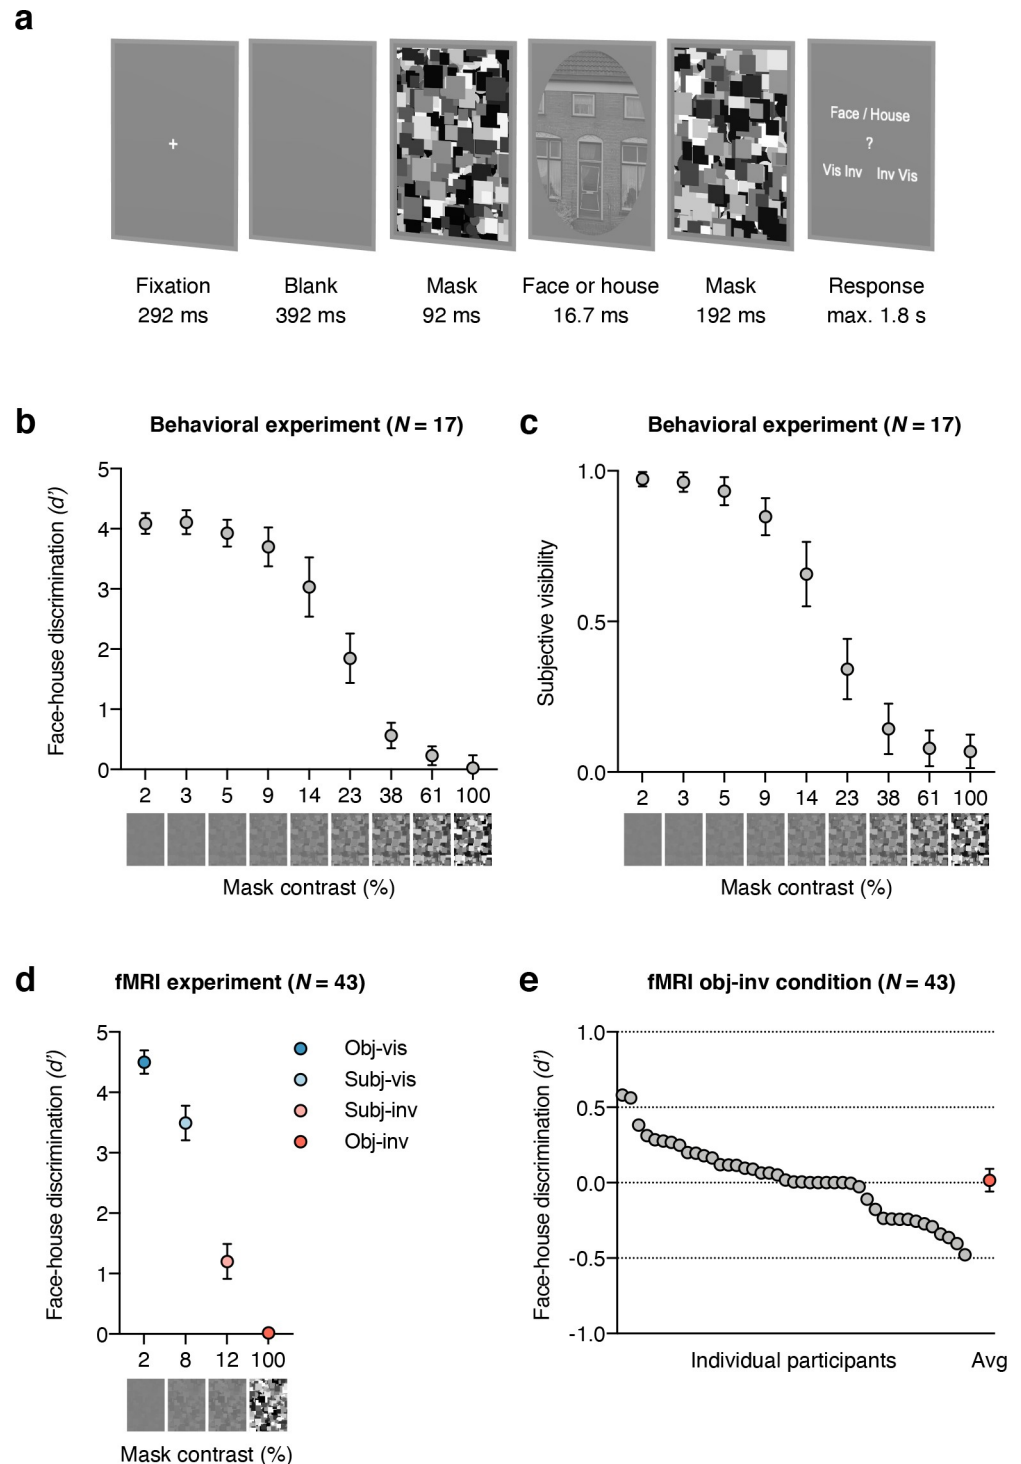 a
+
Face / House
?
Vis Inv Inv Vis
Fixation Blank Mask Face or house Mask Response
292 ms 392 ms 92 ms 16.7 ms 192 ms max. 1.8 s
b Behavioral experiment (N = 17)
Face-house discrimination (d')
5
4
3
2
1
0
2 3 5 9 14 23 38 61 100
Mask contrast (%)
c Behavioral experiment (N = 17)
Subjective visibility
1.0
0.5
0.0
2 3 5 9 14 23 38 61 100
Mask contrast (%)
d fMRI experiment (N = 43)
Face-house discrimination (d')
5
4
3
2
1
0
Obj-vis
Subj-vis
Subj-inv
Obj-inv
2 8 12 100
Mask contrast (%)
e fMRI obj-inv condition (N = 43)
Face-house discrimination (d')
1.0
0.5
0.0
-0.5
-1.0
Individual participants Avg